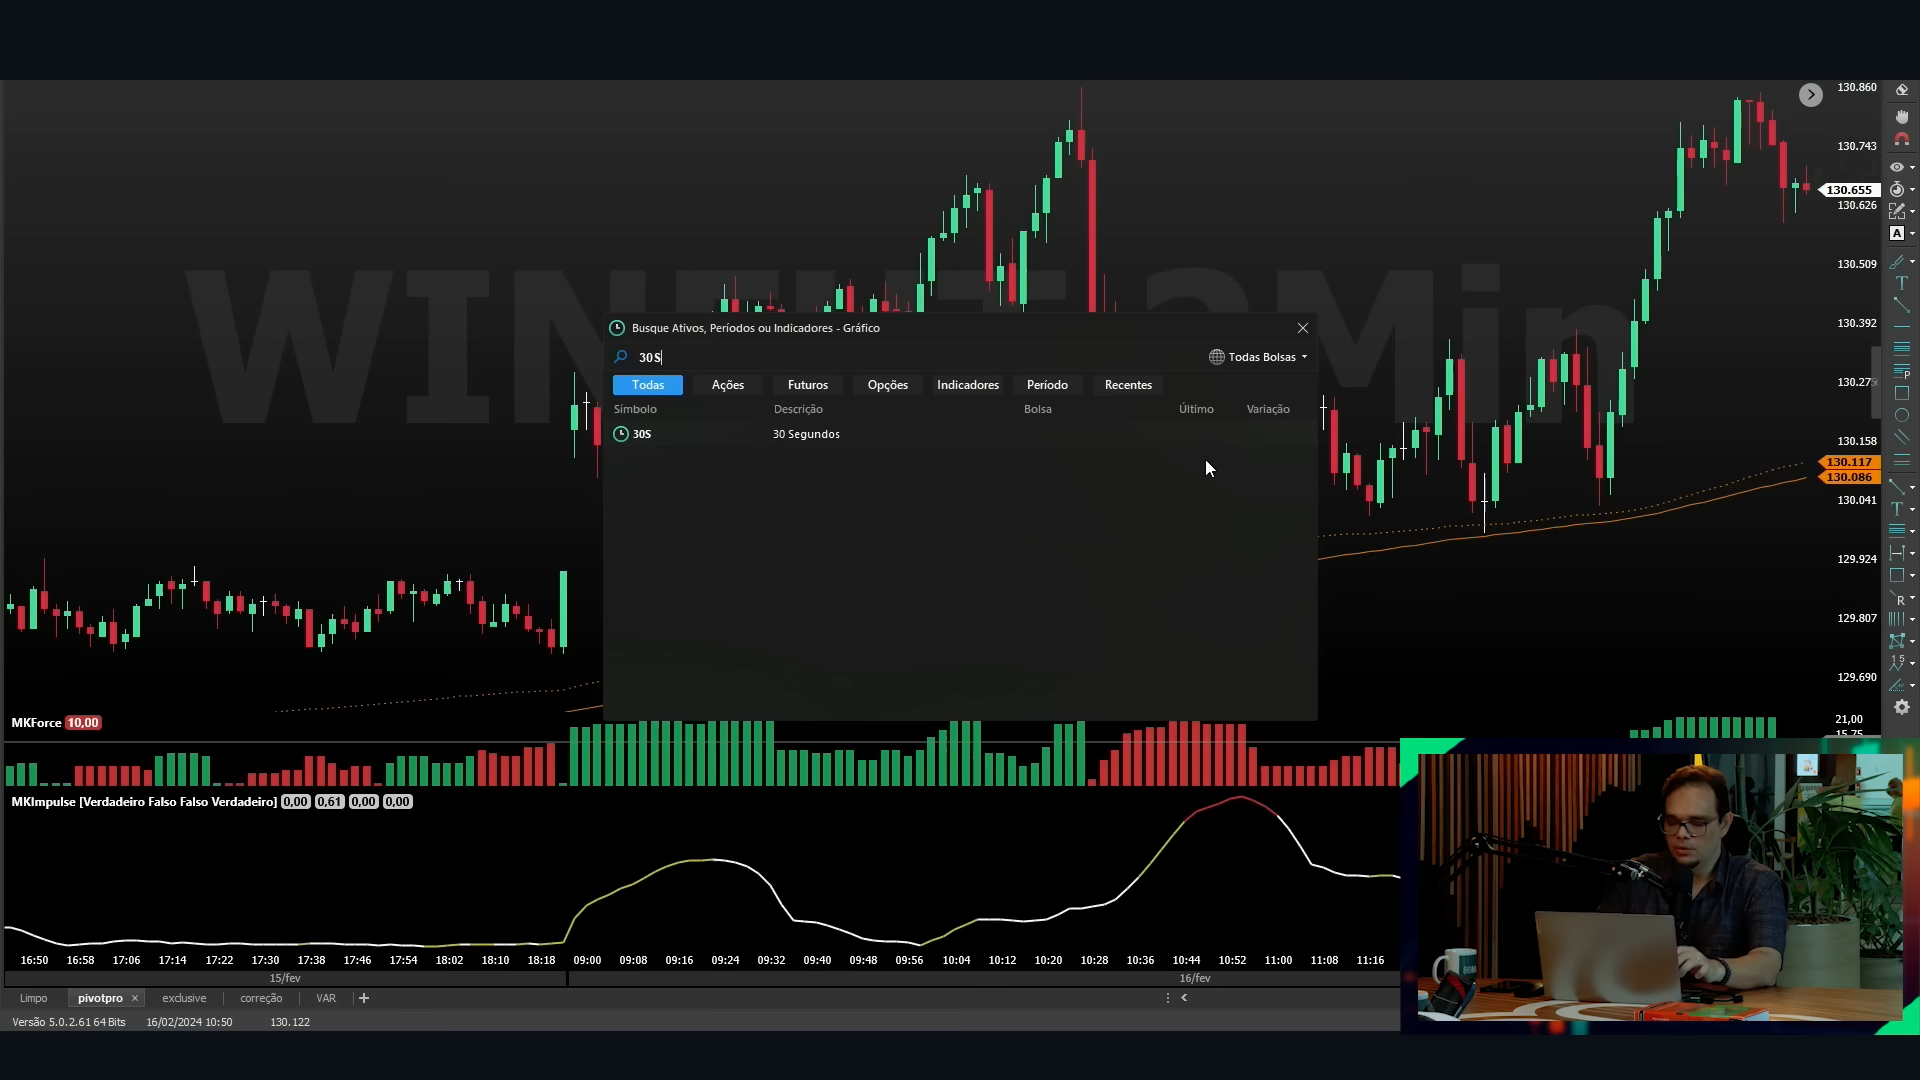 WINFUT 2Min
130.860
130.743
130.655
130.626
130.509
130.392
130.27
130.158
130.117
130.086
130.041
129.924
129.807
129.690
Busque Ativos, Períodos ou Indicadores - Gráfico
30S
Todas Bolsas
Todas Ações Futuros Opções Indicadores Período Recentes
Símbolo Descrição Bolsa Último Variação
30S 30 Segundos
MKForce 10,00
21,00
15,75
MKImpulse [Verdadeiro Falso Falso Verdadeiro] 0,00 0,61 0,00 0,00
16:50 16:58 17:06 17:14 17:22 17:30 17:38 17:46 17:54 18:02 18:10 18:18 09:00 09:08 09:16 09:24 09:32 09:40 09:48 09:56 10:04 10:12 10:20 10:28 10:36 10:44 10:52 11:00 11:08 11:16
15/fev 16/fev
Limpo pivotpro exclusive correção VAR
Versão 5.0.2.61 64 Bits 16/02/2024 10:50 130.122